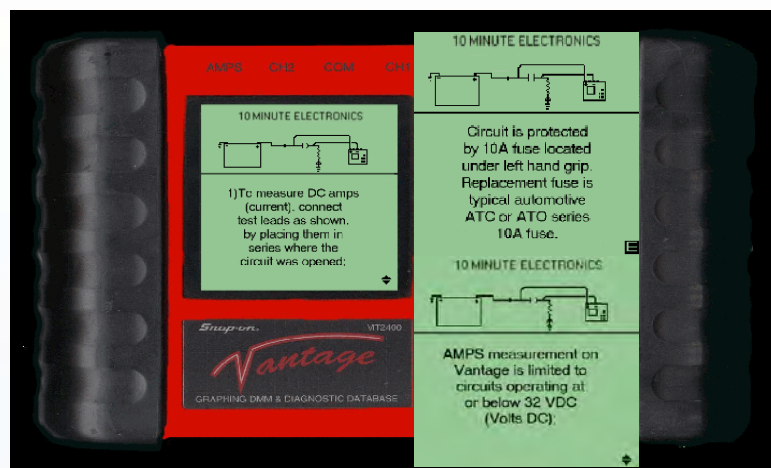 AMPS CH2 COM CH1
10 MINUTE ELECTRONICS
1)To measure DC amps
(current), connect
test leads as shown,
by placing them in
series where the
circuit was opened;
Snap-on. MT2400
Vantage
GRAPHING DMM & DIAGNOSTIC DATABASE
10 MINUTE ELECTRONICS
Circuit is protected
by 10A fuse located
under left hand grip.
Replacement fuse is
typical automotive
ATC or ATO series
10A fuse.
10 MINUTE ELECTRONICS
AMPS measurement on
Vantage is limited to
circuits operating at
or below 32 VDC
(Volts DC);